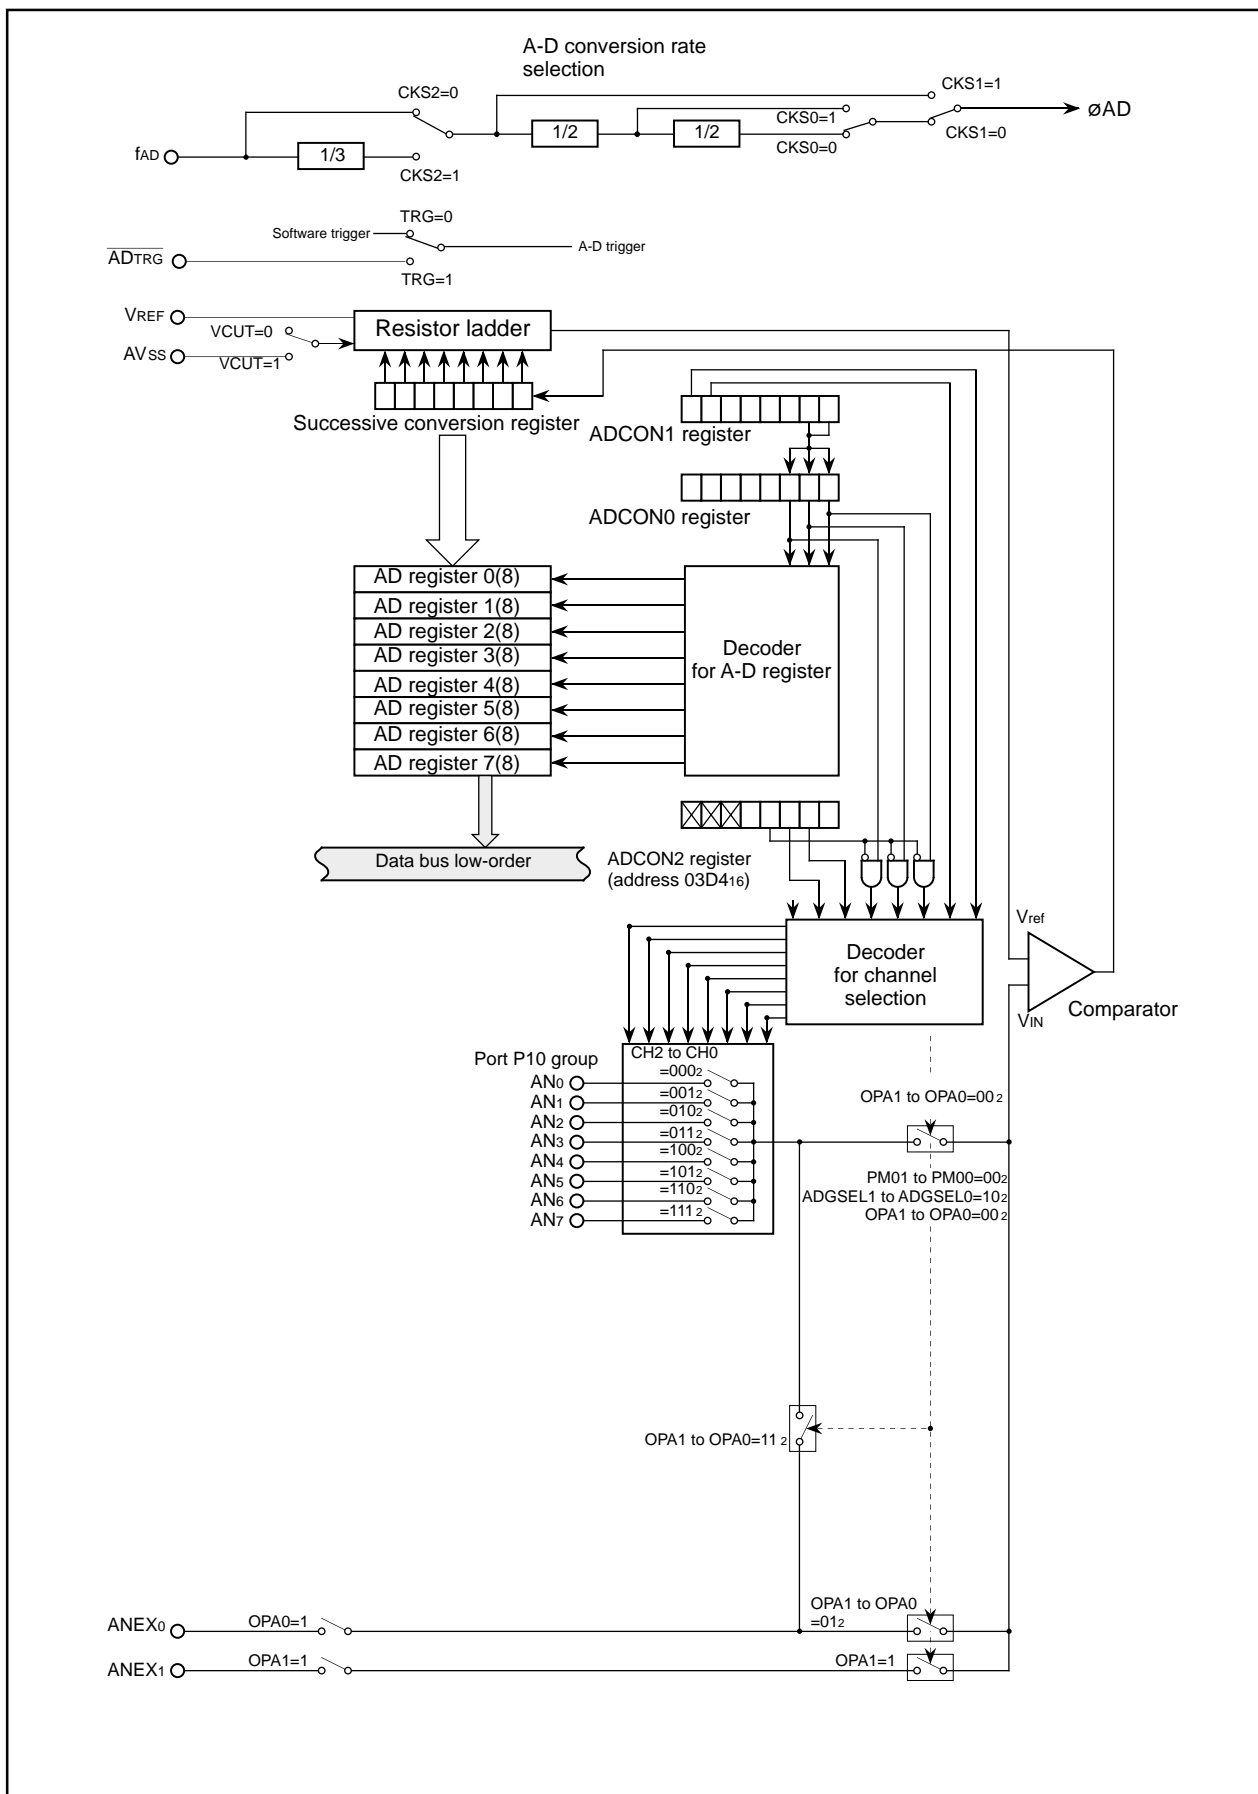 A-D conversion rate
selection
CKS2=0
CKS1=1
CKS0=1
øAD
fAD
1/3
1/2
1/2
CKS1=0
CKS0=0
CKS2=1
TRG=0
Software trigger
A-D trigger
ADTRG
TRG=1
VREF
VCUT=0
Resistor ladder
AVSS
VCUT=1
Successive conversion register
ADCON1 register
ADCON0 register
AD register 0(8)
AD register 1(8)
AD register 2(8)
AD register 3(8)
AD register 4(8)
AD register 5(8)
AD register 6(8)
AD register 7(8)
Decoder
for A-D register
Data bus low-order
ADCON2 register
(address 03D416)
Decoder
for channel
selection
Vref
VIN
Comparator
Port P10 group
CH2 to CH0
AN0
=0002
AN1
=0012
AN2
=0102
AN3
=0112
AN4
=1002
AN5
=1012
AN6
=1102
AN7
=1112
OPA1 to OPA0=002
PM01 to PM00=002
ADGSEL1 to ADGSEL0=102
OPA1 to OPA0=002
OPA1 to OPA0=112
ANEX0
OPA0=1
OPA1 to OPA0
=012
ANEX1
OPA1=1
OPA1=1